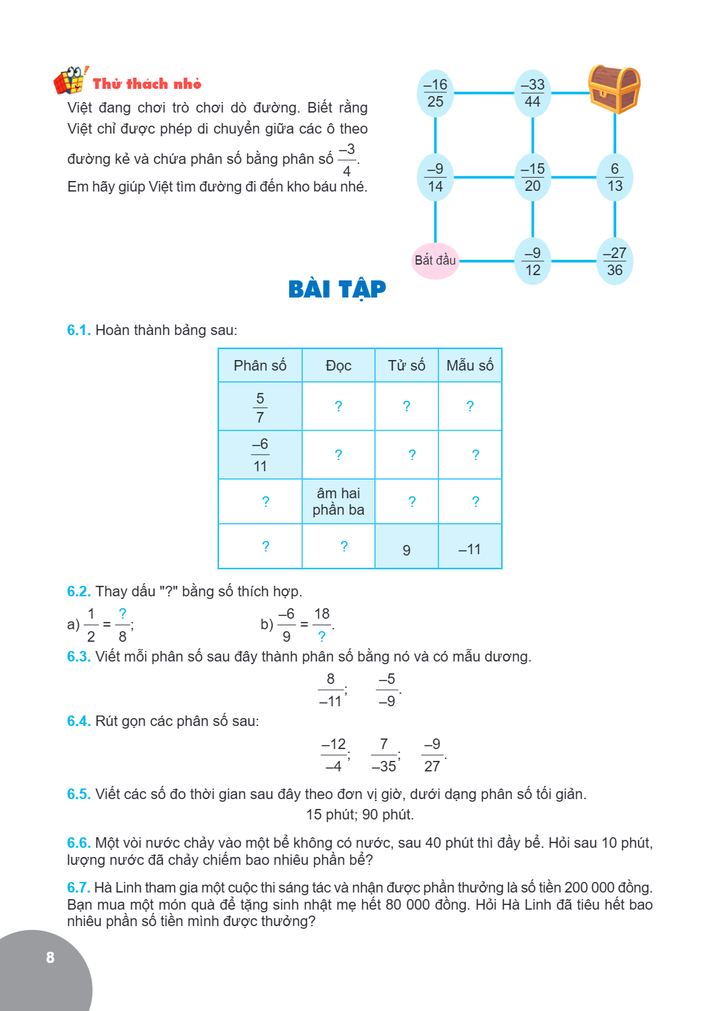 Thử thách nhỏ
Việt đang chơi trò chơi dò đường. Biết rằng
Việt chỉ được phép di chuyển giữa các ô theo
đường kẻ và chứa phân số bằng phân số –3/4.
Em hãy giúp Việt tìm đường đi đến kho báu nhé.
–16/25 –33/44
–9/14 –15/20 6/13
Bắt đầu –9/12 –27/36
BÀI TẬP
6.1. Hoàn thành bảng sau:
Phân số Đọc Tử số Mẫu số
5/7 ? ? ?
–6/11 ? ? ?
? âm hai phần ba ? ?
? ? 9 –11
6.2. Thay dấu "?" bằng số thích hợp.
a) 1/2 = ?/8; b) –6/9 = 18/?.
6.3. Viết mỗi phân số sau đây thành phân số bằng nó và có mẫu dương.
8/–11; –5/–9.
6.4. Rút gọn các phân số sau:
–12/–4; 7/–35; –9/27.
6.5. Viết các số đo thời gian sau đây theo đơn vị giờ, dưới dạng phân số tối giản.
15 phút; 90 phút.
6.6. Một vòi nước chảy vào một bể không có nước, sau 40 phút thì đầy bể. Hỏi sau 10 phút,
lượng nước đã chảy chiếm bao nhiêu phần bể?
6.7. Hà Linh tham gia một cuộc thi sáng tác và nhận được phần thưởng là số tiền 200 000 đồng.
Bạn mua một món quà để tặng sinh nhật mẹ hết 80 000 đồng. Hỏi Hà Linh đã tiêu hết bao
nhiêu phần số tiền mình được thưởng?
8